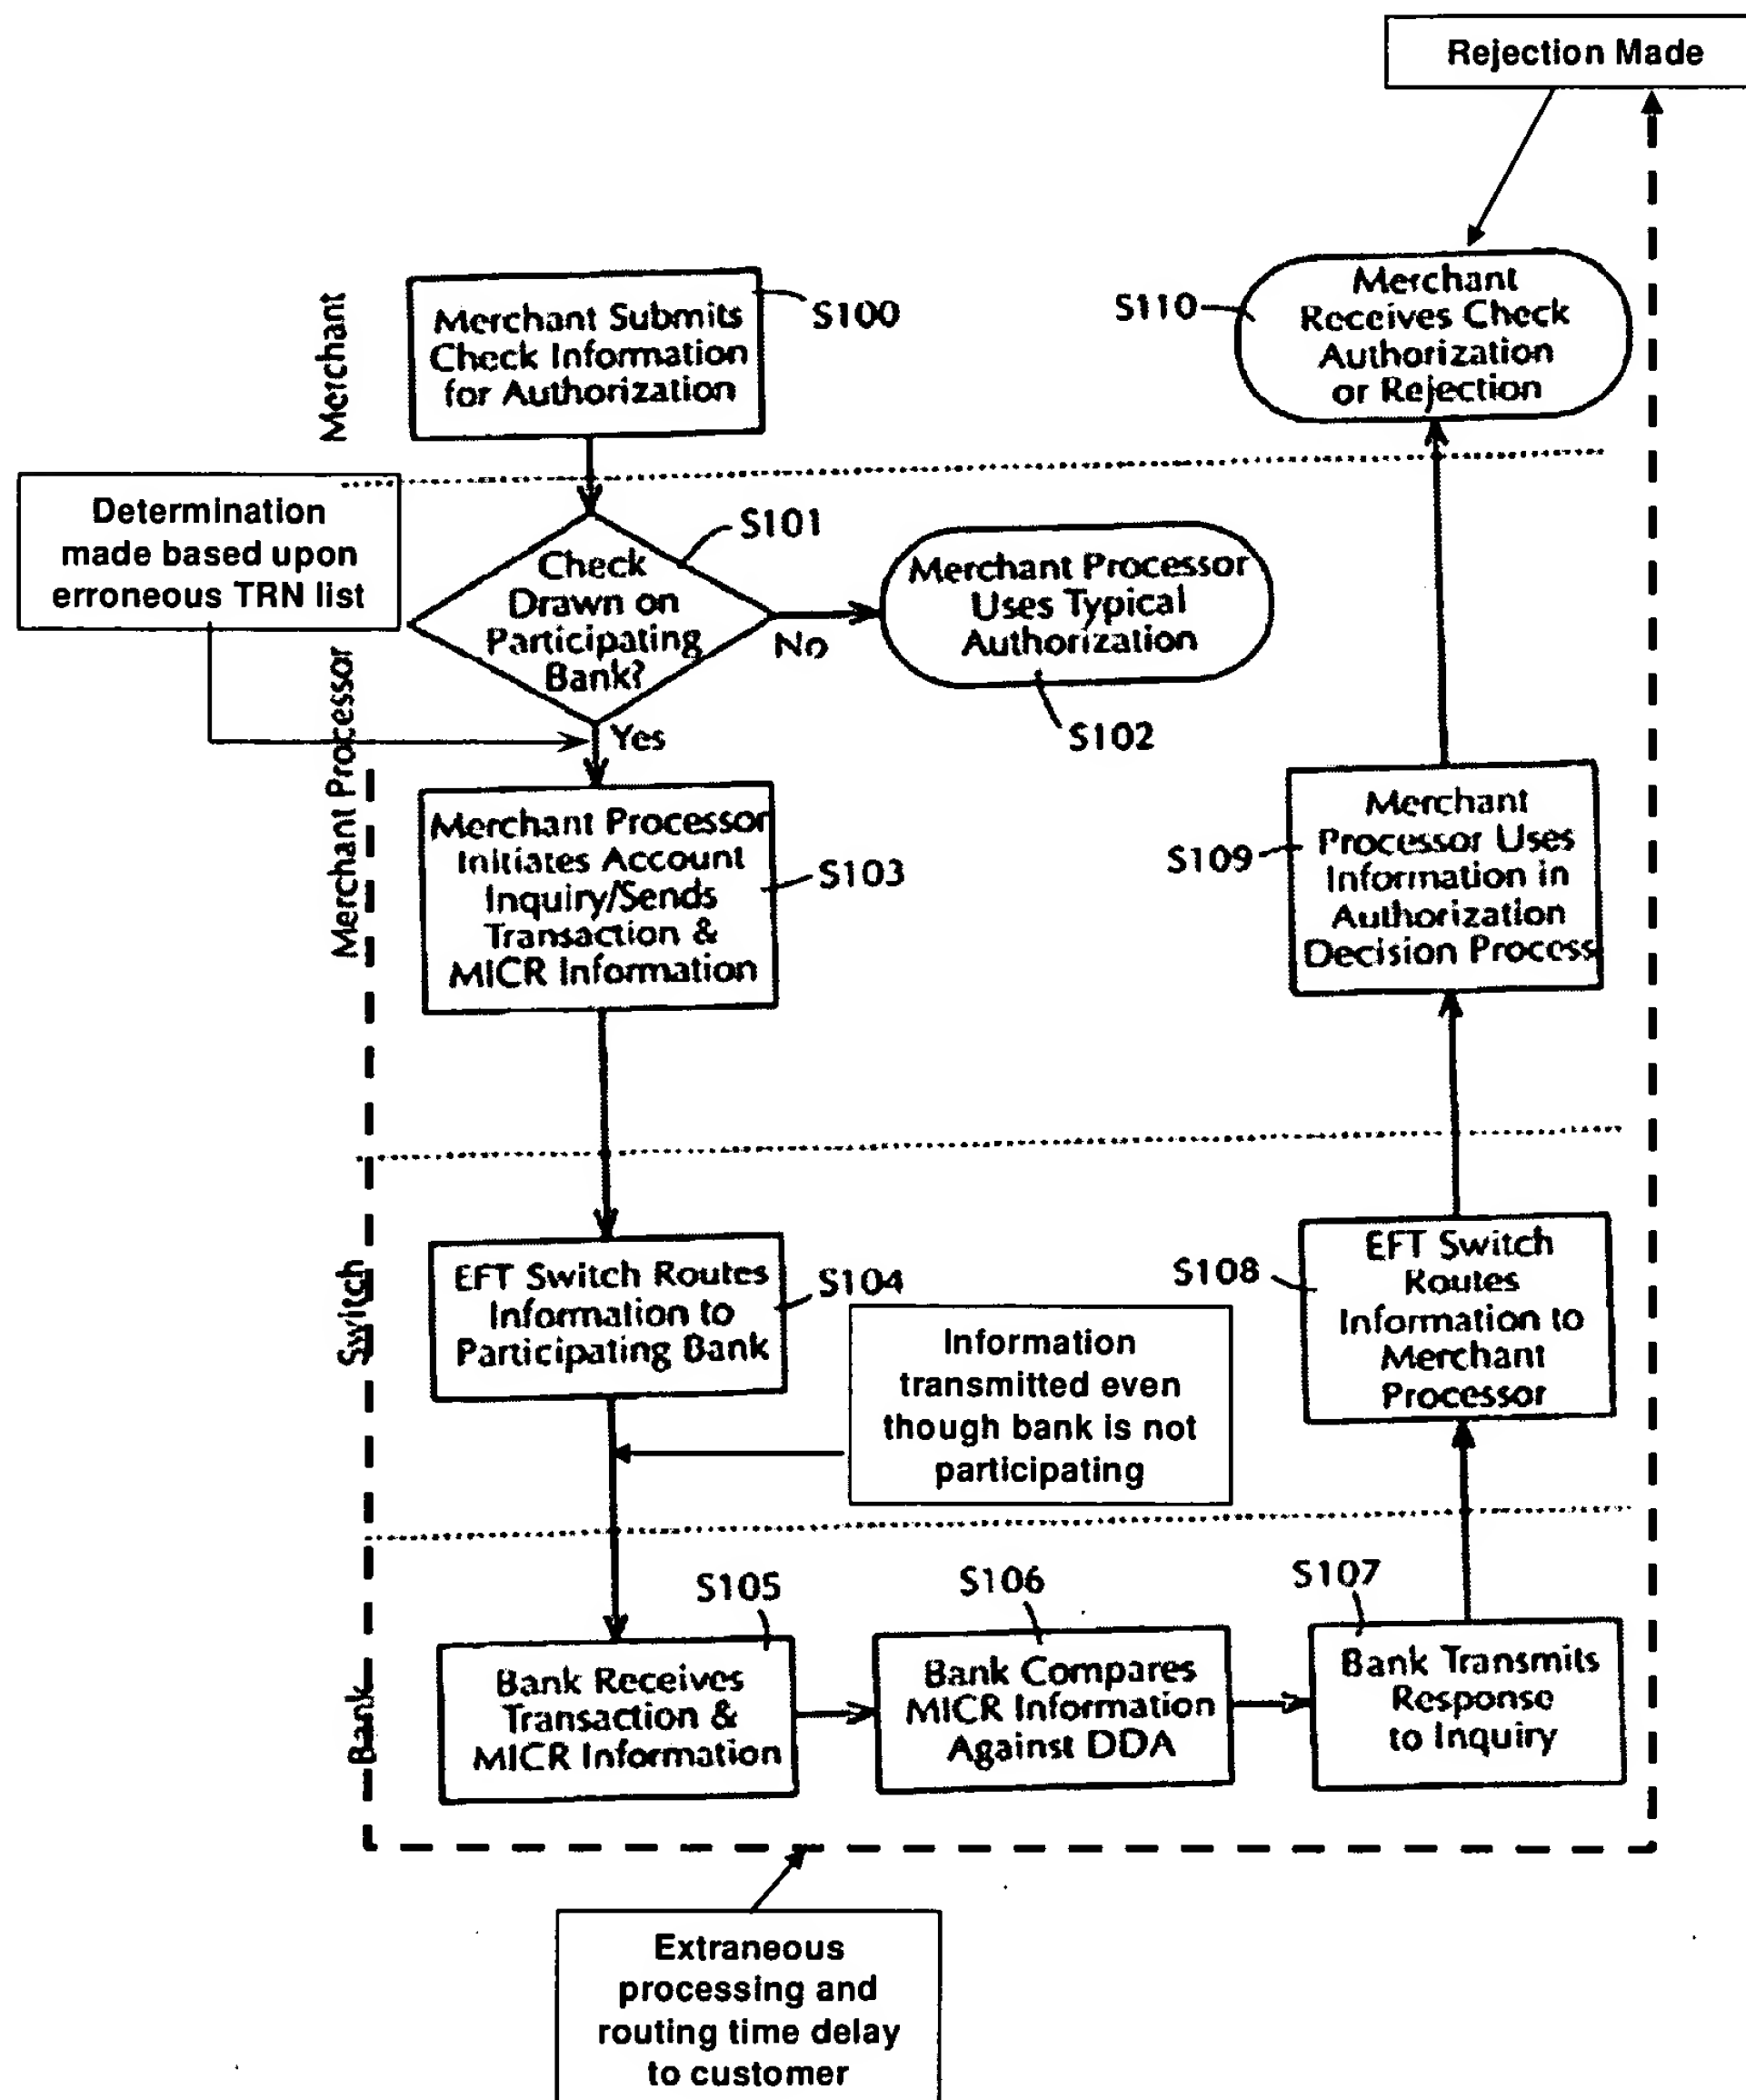 Rejection Made
Merchant
Merchant Submits
Check Information
for Authorization
S100
S110
Merchant
Receives Check
Authorization
or Rejection
Determination
made based upon
erroneous TRN list
Merchant Processor
S101
Check
Drawn on
Participating
Bank?
No
Yes
Merchant Processor
Uses Typical
Authorization
S102
Merchant Processor
Initiates Account
Inquiry/Sends
Transaction &
MICR Information
S103
S109
Merchant
Processor Uses
Information in
Authorization
Decision Process
Switch
EFT Switch Routes
Information to
Participating Bank
S104
Information
transmitted even
though bank is not
participating
S108
EFT Switch
Routes
Information to
Merchant
Processor
Bank
S105
Bank Receives
Transaction &
MICR Information
S106
Bank Compares
MICR Information
Against DDA
S107
Bank Transmits
Response
to Inquiry
Extraneous
processing and
routing time delay
to customer